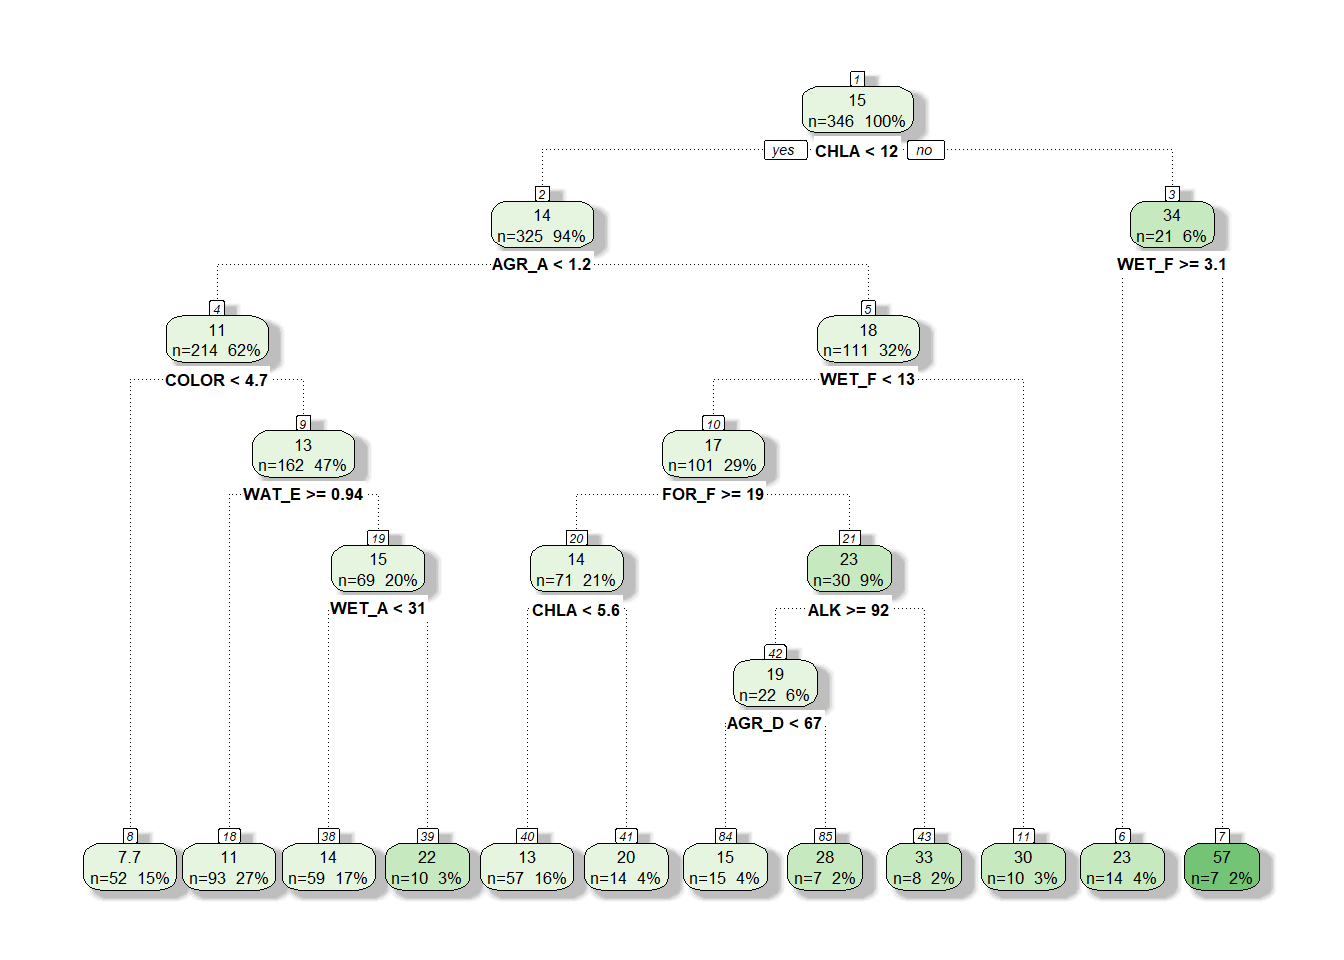 1
15
n=346 100%
yes CHLA < 12 no
2
14
n=325 94%
AGR_A < 1.2
3
34
n=21 6%
WET_F >= 3.1
4
11
n=214 62%
COLOR < 4.7
5
18
n=111 32%
WET_F < 13
9
13
n=162 47%
WAT_E >= 0.94
10
17
n=101 29%
FOR_F >= 19
19
15
n=69 20%
WET_A < 31
20
14
n=71 21%
CHLA < 5.6
21
23
n=30 9%
ALK >= 92
42
19
n=22 6%
AGR_D < 67
8
7.7
n=52 15%
18
11
n=93 27%
38
14
n=59 17%
39
22
n=10 3%
40
13
n=57 16%
41
20
n=14 4%
84
15
n=15 4%
85
28
n=7 2%
43
33
n=8 2%
11
30
n=10 3%
6
23
n=14 4%
7
57
n=7 2%